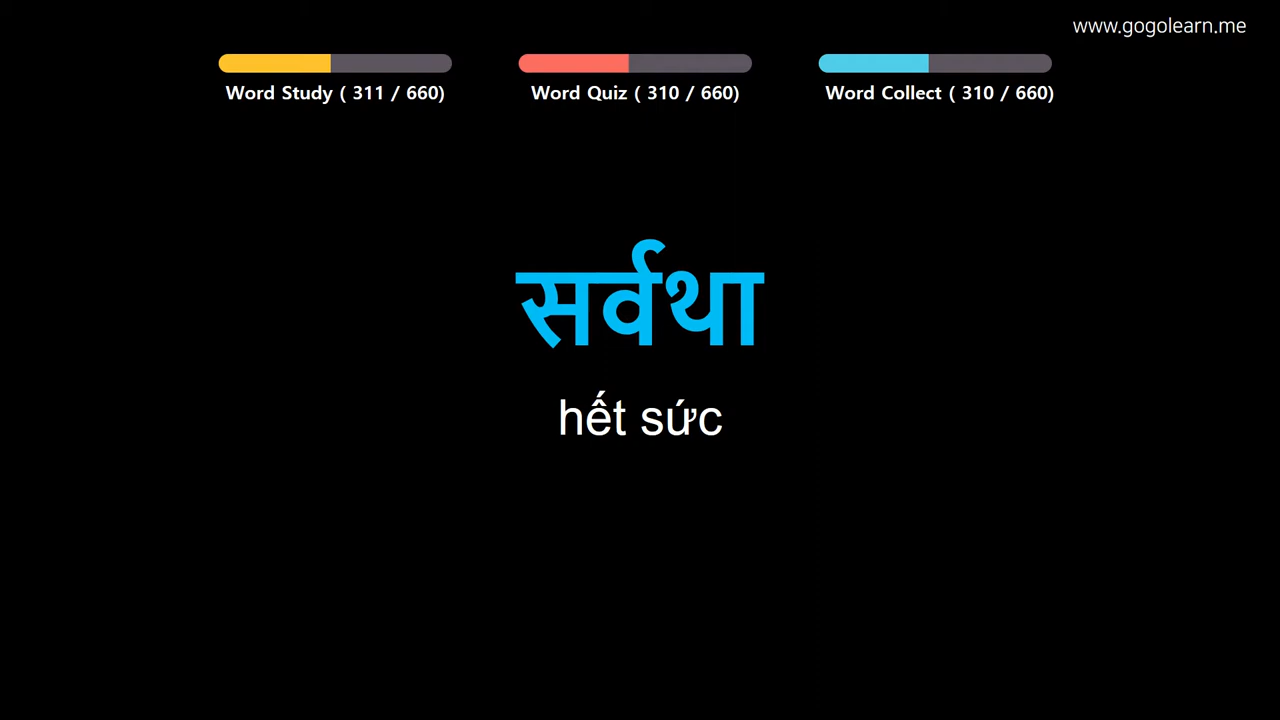 www.gogolearn.me
Word Study ( 311 / 660)
Word Quiz ( 310 / 660)
Word Collect ( 310 / 660)
सर्वथा
hết sức